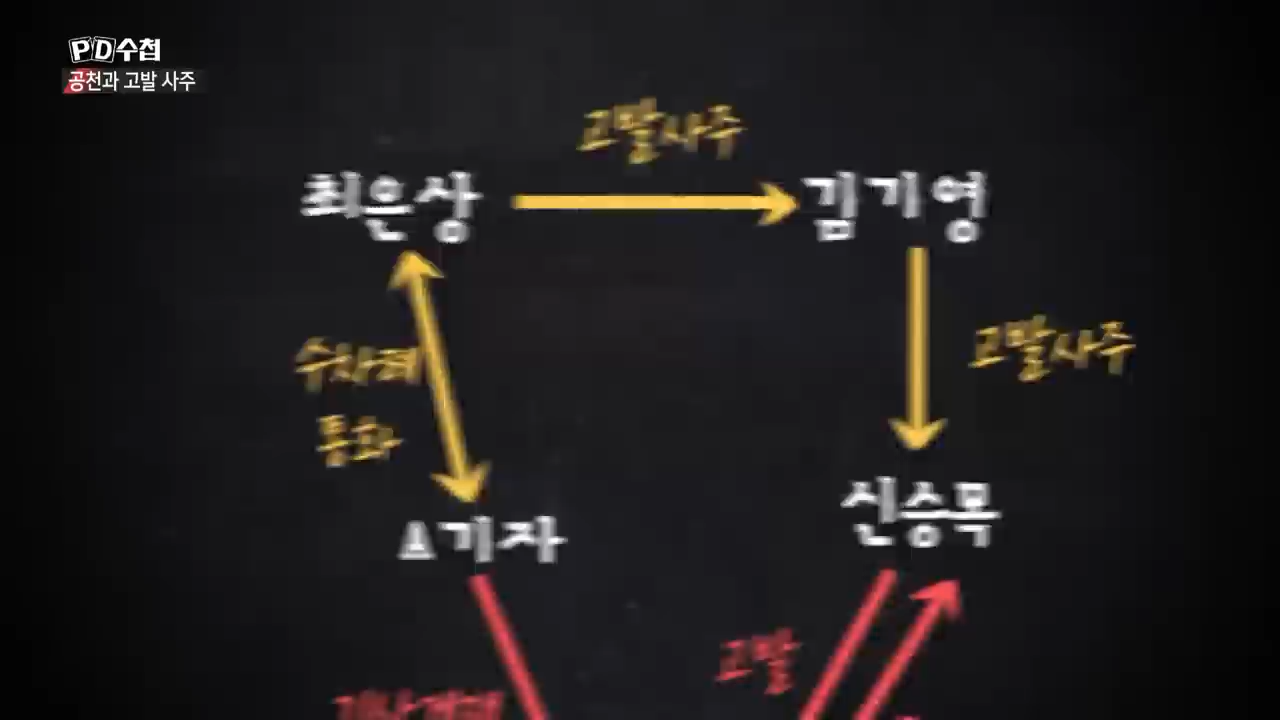 PD수첩
공천과 고발 사주
고발사주
최은상
김기영
수차례
통화
고발사주
A기자
신승목
고발